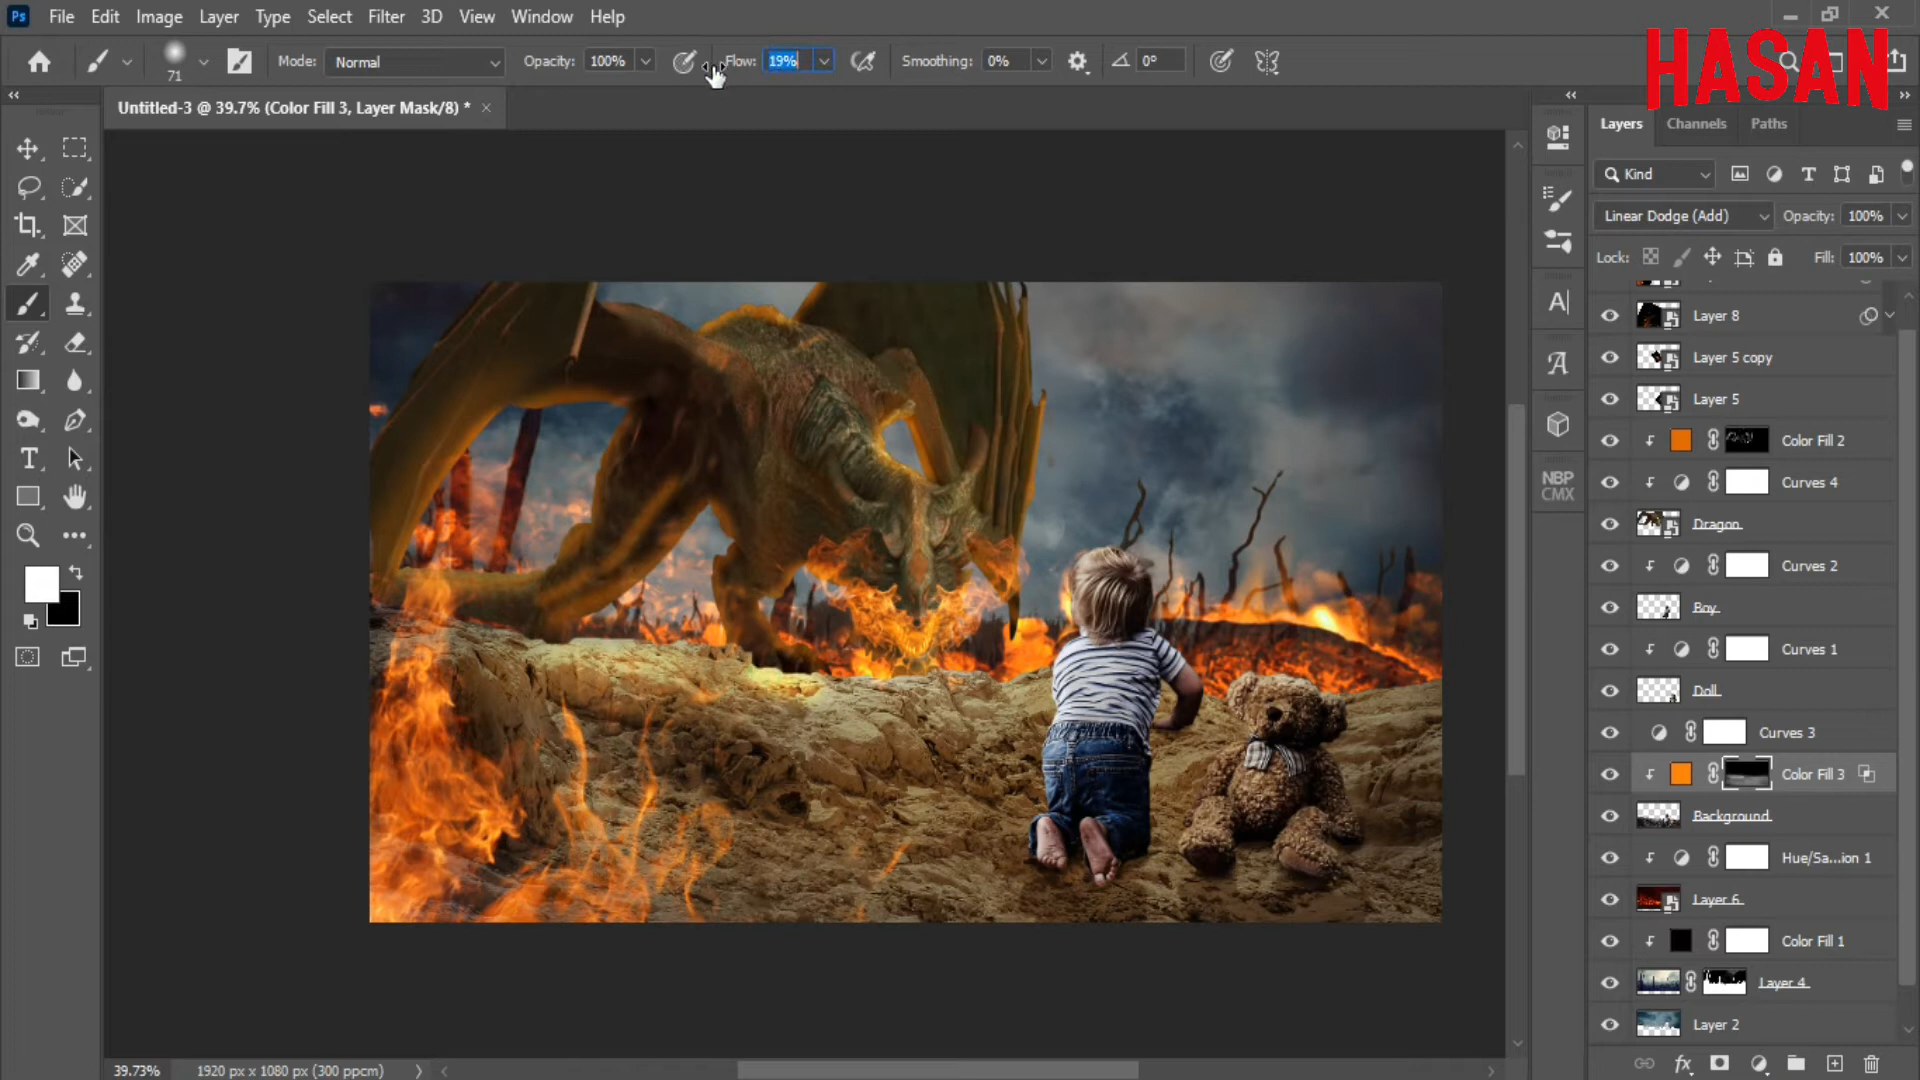 Ps File Edit Image Layer Type Select Filter 3D View Window Help
71 Mode: Normal Opacity: 100% Flow: 19% Smoothing: 0% 0°
HASAN
Untitled-3 @ 39.7% (Color Fill 3, Layer Mask/8) *
Layers Channels Paths
Kind
Linear Dodge (Add) Opacity: 100%
Lock: Fill: 100%
Layer 8
Layer 5 copy
Layer 5
Color Fill 2
Curves 4
Dragon
Curves 2
Boy
Curves 1
Doll
Curves 3
Color Fill 3
Background
Hue/Sa...ion 1
Layer 6
Color Fill 1
Layer 4
Layer 2
NBP
CMX
fx
39.73% 1920 px x 1080 px (300 ppcm)